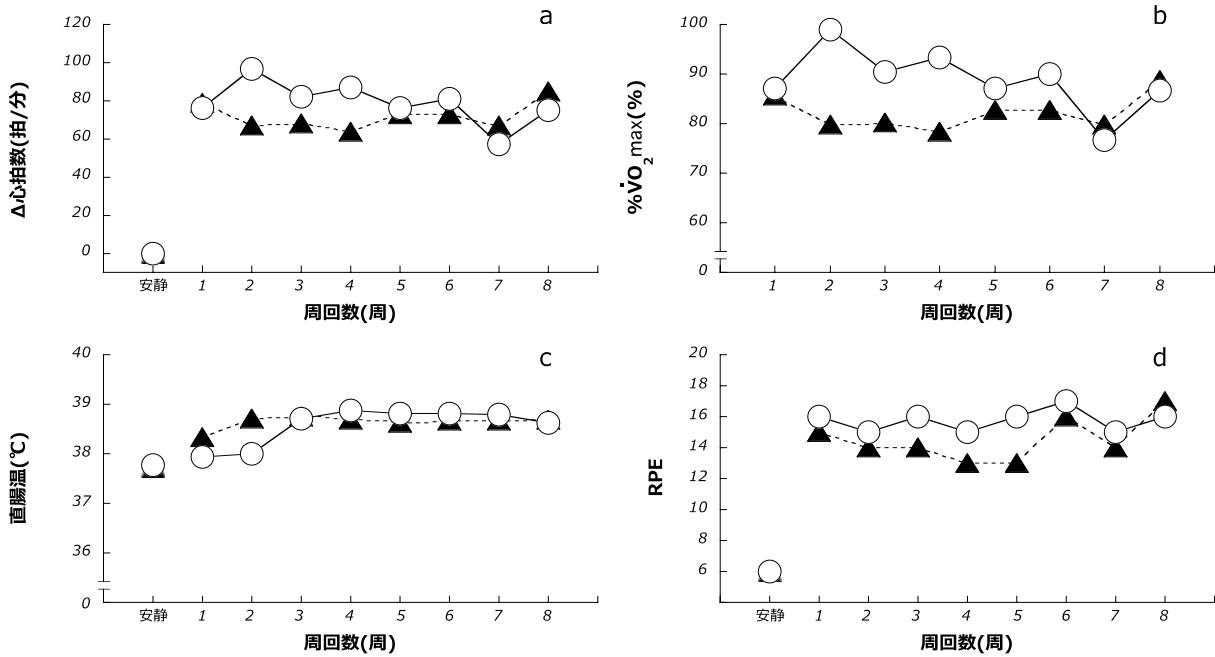 a
120
100
80
60
40
20
0
Δ心拍数(拍/分)
安静 1 2 3 4 5 6 7 8
周回数(周)
b
100
90
80
70
60
0
%V̇O2max(%)
1 2 3 4 5 6 7 8
周回数(周)
c
40
39
38
37
36
0
直腸温(℃)
安静 1 2 3 4 5 6 7 8
周回数(周)
d
20
18
16
14
12
10
8
6
RPE
安静 1 2 3 4 5 6 7 8
周回数(周)